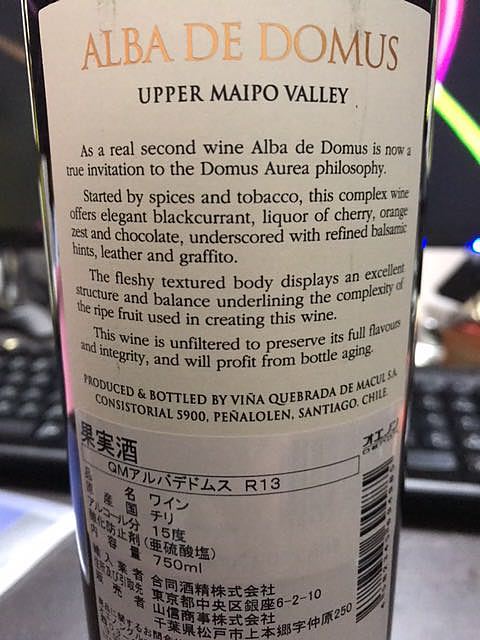 ALBA DE DOMUS
UPPER MAIPO VALLEY
As a real second wine Alba de Domus is now a
true invitation to the Domus Aurea philosophy.
Started by spices and tobacco, this complex wine
offers elegant blackcurrant, liquor of cherry, orange
zest and chocolate, underscored with refined balsamic
hints, leather and graffito.
The fleshy textured body displays an excellent
structure and balance underlining the complexity of
the ripe fruit used in creating this wine.
This wine is unfiltered to preserve its full flavours
and integrity, and will profit from bottle aging.
PRODUCED & BOTTLED BY VIÑA QUEBRADA DE MACUL S.A.
CONSISTORIAL 5900, PEÑALOLEN, SANTIAGO. CHILE.
果実酒
QMアルバデドムス R13
品名 ワイン
原産国 チリ
アルコール分 15度
酸化防止剤 (亜硫酸塩)
内容量 750ml
輸入業者 合同酒精株式会社
東京都中央区銀座6-2-10
販売者 山信商事株式会社
千葉県松戸市上本郷字仲原250